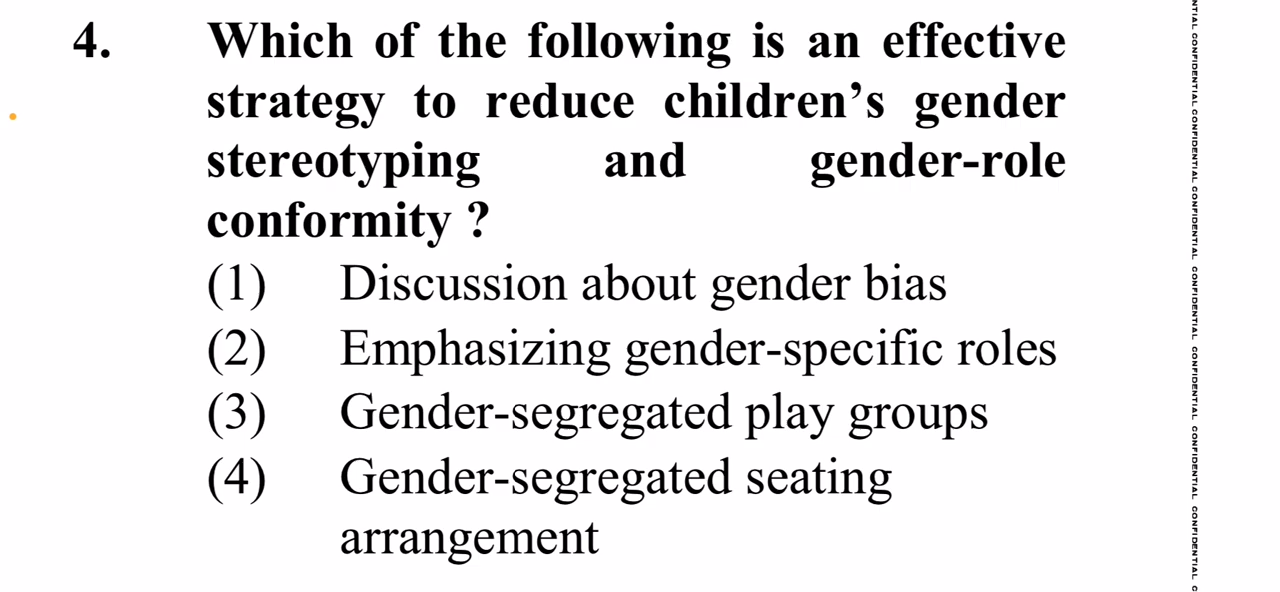 4. Which of the following is an effective
strategy to reduce children’s gender
stereotyping and gender-role
conformity ?
(1) Discussion about gender bias
(2) Emphasizing gender-specific roles
(3) Gender-segregated play groups
(4) Gender-segregated seating
arrangement
NTIAL CONFIDENTIAL CONFIDENTIAL CONFIDENTIAL CONFIDENTIAL CONFIDENTIAL CONFIDENTIAL CONFIDENTIAL C